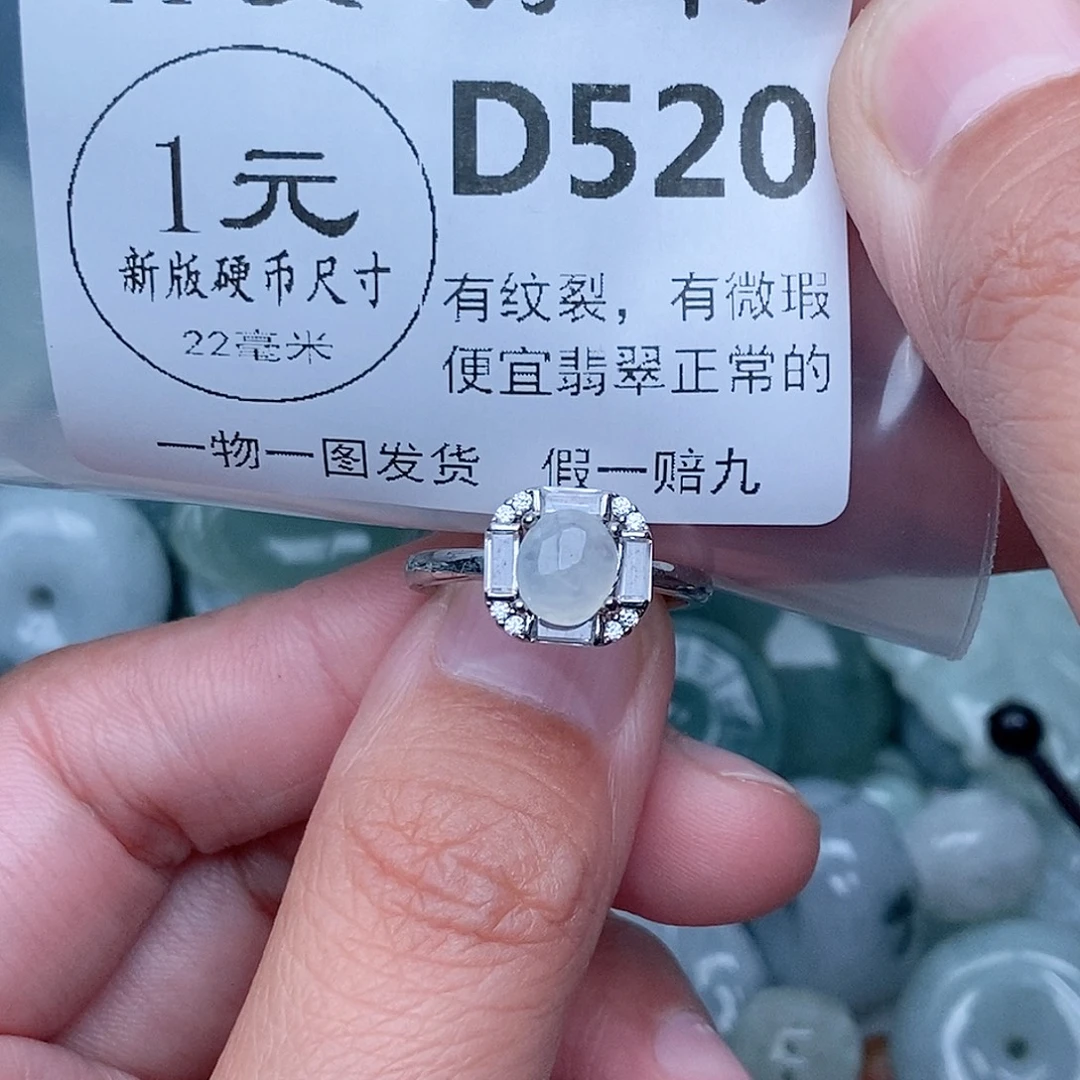 1元
新版硬币尺寸
22毫米
D520
有纹裂，有微瑕
便宜翡翠正常的
一物一图发货 假一赔九